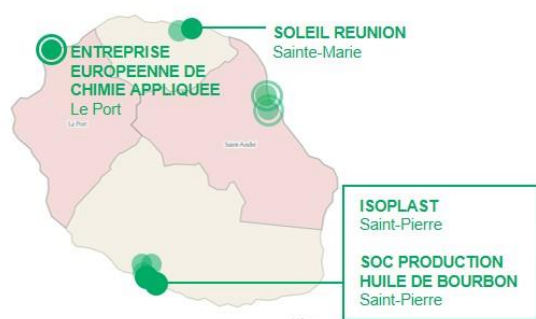 SOLEIL REUNION
Sainte-Marie
ENTREPRISE
EUROPEENNE DE
CHIMIE APPLIQUEE
Le Port
Le Port
Saint-André
ISOPLAST
Saint-Pierre
SOC PRODUCTION
HUILE DE BOURBON
Saint-Pierre